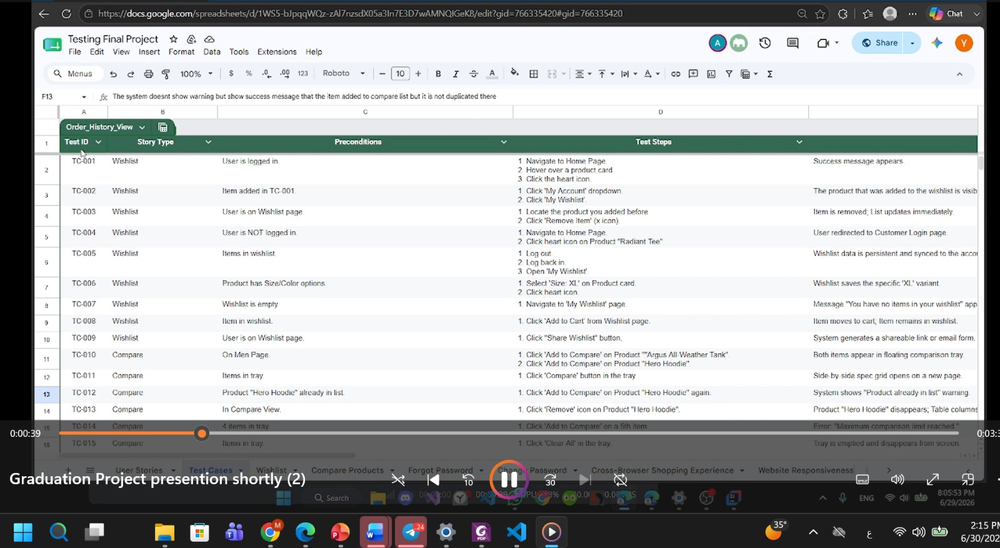 https://docs.google.com/spreadsheets/d/1WS5-bJpqqWQz-zAl7nzsdX05a3In7E3D7wAMNQIGeK8/edit?gid=766335420#gid=766335420
Chat
Testing Final Project
File Edit View Insert Format Data Tools Extensions Help
A
Share
Y
Menus
100%
$ % .0 .00 123
Roboto
10
B I A
F13
fx The system doesnt show warning but show success message that the item added to compare list but it is not duplicated there
A B C D
Order_History_View
1 Test ID Story Type Preconditions Test Steps
2 TC-001 Wishlist User is logged in. 1. Navigate to Home Page. Success message appears.
2. Hover over a product card.
3. Click the heart icon.
3 TC-002 Wishlist Item added in TC-001. 1. Click 'My Account' dropdown. The product that was added to the wishlist is visib
2. Click 'My Wishlist'.
4 TC-003 Wishlist User is on Wishlist page. 1. Locate the product you added before Item is removed; List updates immediately.
2. Click 'Remove Item' (x icon).
5 TC-004 Wishlist User is NOT logged in. 1. Navigate to Home Page. User redirected to Customer Login page.
2. Click heart icon on Product "Radiant Tee"
6 TC-005 Wishlist Items in wishlist. 1. Log out. Wishlist data is persistent and synced to the accou
2. Log back in.
3. Open 'My Wishlist'.
7 TC-006 Wishlist Product has Size/Color options. 1. Select 'Size: XL' on Product card. Wishlist saves the specific 'XL' variant.
2. Click heart icon.
8 TC-007 Wishlist Wishlist is empty. 1. Navigate to 'My Wishlist' page. Message "You have no items in your wishlist" app
9 TC-008 Wishlist Item in wishlist. 1. Click 'Add to Cart' from Wishlist page. Item moves to cart; Item remains in wishlist.
10 TC-009 Wishlist User is on Wishlist page. 1. Click "Share Wishlist" button. System generates a shareable link or email form.
11 TC-010 Compare On Men Page. 1. Click 'Add to Compare' on Product ""Argus All-Weather Tank". Both items appear in floating comparison tray.
2. Click 'Add to Compare' on Product "Hero Hoodie".
12 TC-011 Compare Items in tray. 1. Click 'Compare' button in the tray. Side-by-side spec grid opens on a new page.
13 TC-012 Compare Product "Hero Hoodie" already in list. 1. Click 'Add to Compare' on Product "Hero Hoodie" again. System shows "Product already in list" warning.
14 TC-013 Compare In Compare View. 1. Click 'Remove' icon on Product "Hero Hoodie". Product "Hero Hoodie" disappears; Table columns
15 TC-014 Compare 4 items in tray. 1. Click 'Add to Compare' on a 5th item. Error: "Maximum comparison limit reached."
0:00:39 0:03:3
16 TC-015 Compare Items in tray. 1. Click 'Clear All' in the tray. Tray is emptied and disappears from screen.
User Stories Test Cases Wishlist Compare Products Forgot Password Change Password Cross-Browser Shopping Experience Website Responsiveness
Graduation Project presention shortly (2)
10 30
Search
ENG
8:05:53 PM
6/29/2026
M
24
PDF
35°
ع
2:15 PM
6/30/202